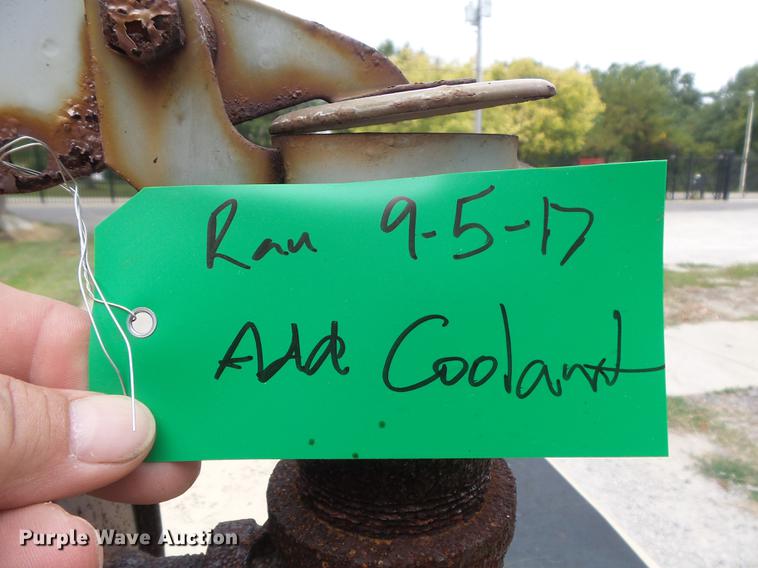 Ran 9-5-17
Add Coolant
Purple Wave Auction